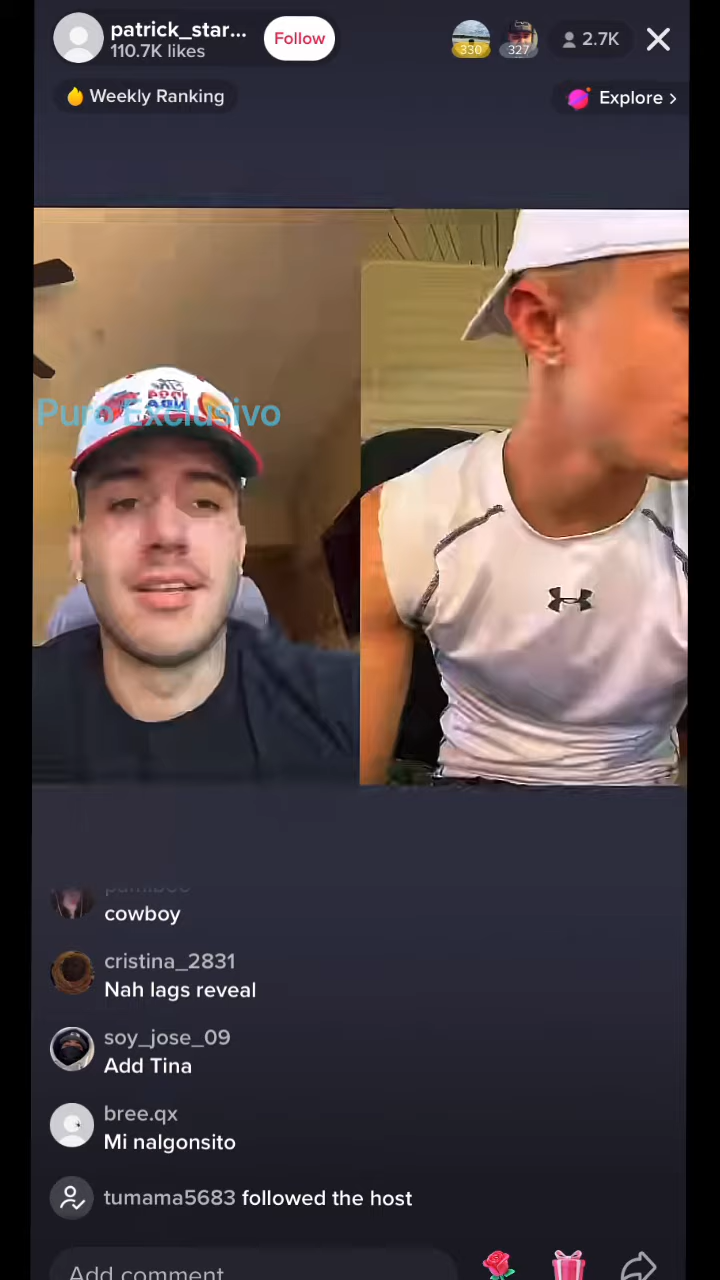 patrick_star...
110.7K likes
Follow
330
327
2.7K
Weekly Ranking
Explore >
Puro Exclusivo
cowboy
cristina_2831
Nah lags reveal
soy_jose_09
Add Tina
bree.qx
Mi nalgonsito
tumama5683 followed the host
Add comment